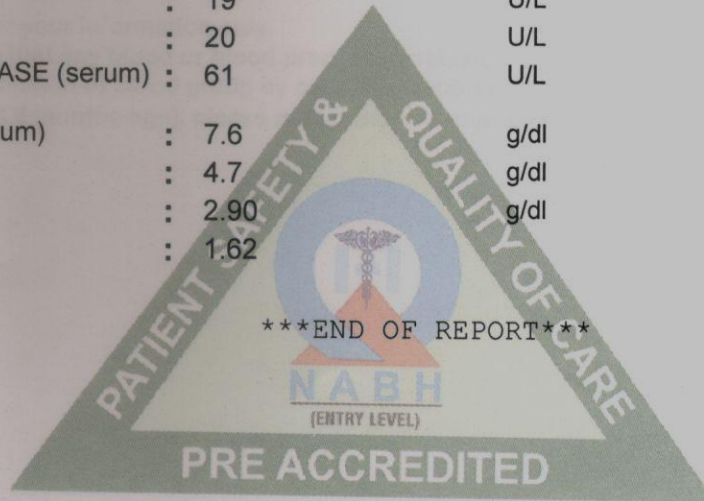 : 19 U/L
: 20 U/L
ASE (serum) : 61 U/L
um) : 7.6 g/dl
: 4.7 g/dl
: 2.90 g/dl
: 1.62
***END OF REPORT***
PATIENT SAFETY & QUALITY OF CARE
NABH
(ENTRY LEVEL)
PRE ACCREDITED